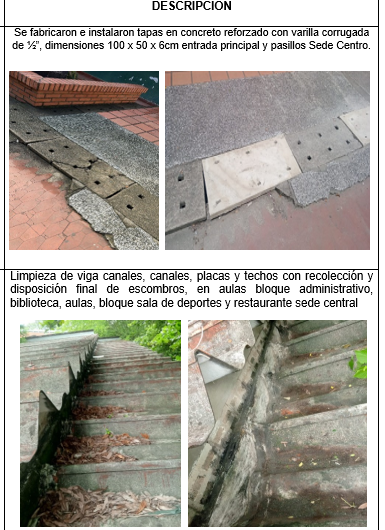 DESCRIPCION
Se fabricaron e instalaron tapas en concreto reforzado con varilla corrugada
de ½”, dimensiones 100 x 50 x 6cm entrada principal y pasillos Sede Centro.
Limpieza de viga canales, canales, placas y techos con recolección y
disposición final de escombros, en aulas bloque administrativo,
biblioteca, aulas, bloque sala de deportes y restaurante sede central